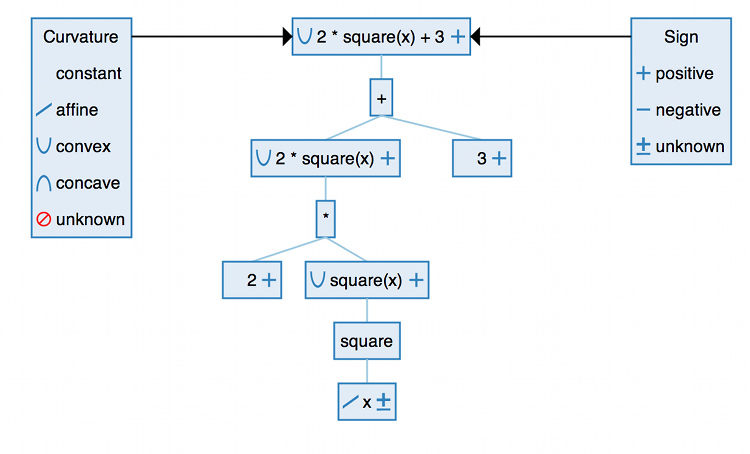 Curvature
constant
affine
convex
concave
unknown
2 * square(x) + 3 +
Sign
+ positive
− negative
± unknown
+
2 * square(x) +
3 +
*
2 +
square(x) +
square
x ±